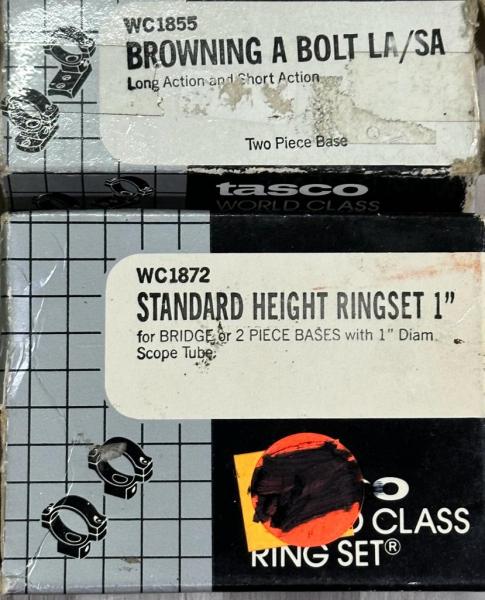 WC1855
BROWNING A BOLT LA/SA
Long Action and Short Action
Two Piece Base
tasco
WORLD CLASS
WC1872
STANDARD HEIGHT RINGSET 1"
for BRIDGE or 2 PIECE BASES with 1" Diam
Scope Tube
o
D CLASS
RING SET®